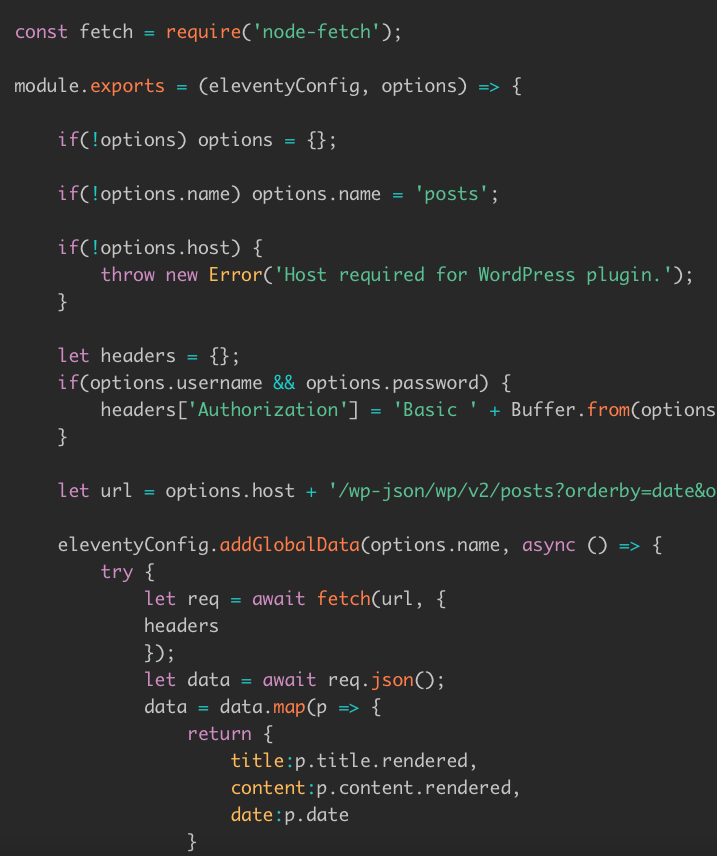 const fetch = require('node-fetch');
module.exports = (eleventyConfig, options) => {
if(!options) options = {};
if(!options.name) options.name = 'posts';
if(!options.host) {
throw new Error('Host required for WordPress plugin.');
}
let headers = {};
if(options.username && options.password) {
headers['Authorization'] = 'Basic ' + Buffer.from(options
}
let url = options.host + '/wp-json/wp/v2/posts?orderby=date&o
eleventyConfig.addGlobalData(options.name, async () => {
try {
let req = await fetch(url, {
headers
});
let data = await req.json();
data = data.map(p => {
return {
title:p.title.rendered,
content:p.content.rendered,
date:p.date
}